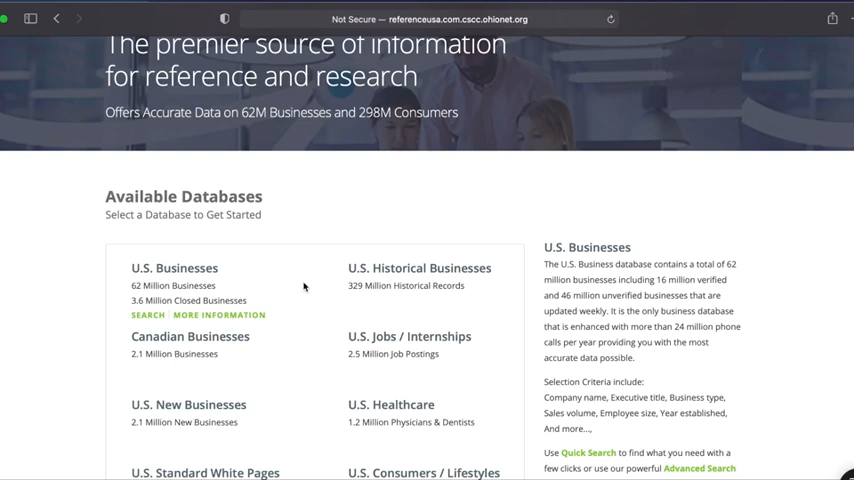 Not Secure — referenceusa.com.cscc.ohionet.org
The premier source of information
for reference and research
Offers Accurate Data on 62M Businesses and 298M Consumers
Available Databases
Select a Database to Get Started
U.S. Businesses
62 Million Businesses
3.6 Million Closed Businesses
SEARCH | MORE INFORMATION
U.S. Historical Businesses
329 Million Historical Records
Canadian Businesses
2.1 Million Businesses
U.S. Jobs / Internships
2.5 Million Job Postings
U.S. New Businesses
2.1 Million New Businesses
U.S. Healthcare
1.2 Million Physicians & Dentists
U.S. Standard White Pages
U.S. Consumers / Lifestyles
U.S. Businesses
The U.S. Business database contains a total of 62
million businesses including 16 million verified
and 46 million unverified businesses that are
updated weekly. It is the only business database
that is enhanced with more than 24 million phone
calls per year providing you with the most
accurate data possible.
Selection Criteria include:
Company name, Executive title, Business type,
Sales volume, Employee size, Year established,
And more...,
Use Quick Search to find what you need with a
few clicks or use our powerful Advanced Search